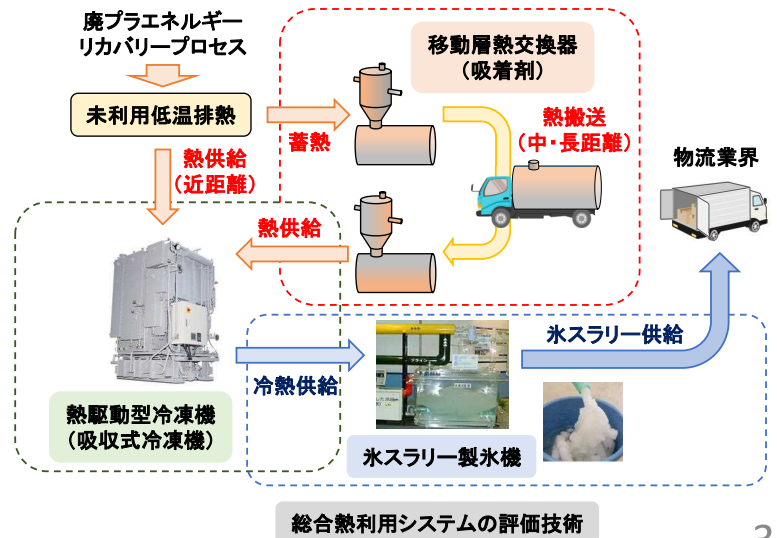 廃プラエネルギー
リカバリープロセス
未利用低温排熱
蓄熱
移動層熱交換器
（吸着剤）
熱搬送
（中・長距離）
物流業界
熱供給
（近距離）
熱供給
冷熱供給
氷スラリー供給
ブライン
熱駆動型冷凍機
（吸収式冷凍機）
氷スラリー製氷機
総合熱利用システムの評価技術